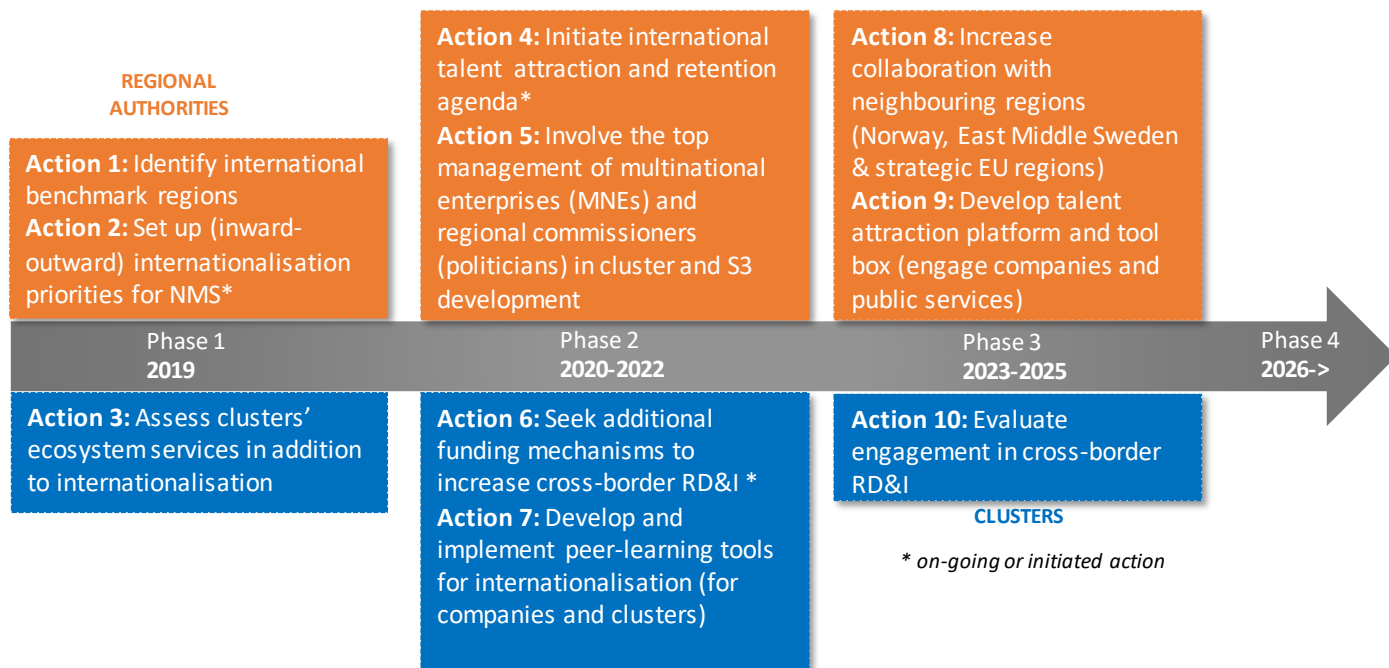 REGIONAL
AUTHORITIES
Action 1: Identify international
benchmark regions
Action 2: Set up (inward-
outward) internationalisation
priorities for NMS*
Action 4: Initiate international
talent attraction and retention
agenda*
Action 5: Involve the top
management of multinational
enterprises (MNEs) and
regional commissioners
(politicians) in cluster and S3
development
Action 8: Increase
collaboration with
neighbouring regions
(Norway, East Middle Sweden
& strategic EU regions)
Action 9: Develop talent
attraction platform and tool
box (engage companies and
public services)
Phase 1
2019
Phase 2
2020-2022
Phase 3
2023-2025
Phase 4
2026->
Action 3: Assess clusters’
ecosystem services in addition
to internationalisation
Action 6: Seek additional
funding mechanisms to
increase cross-border RD&I *
Action 7: Develop and
implement peer-learning tools
for internationalisation (for
companies and clusters)
Action 10: Evaluate
engagement in cross-border
RD&I
CLUSTERS
* on-going or initiated action